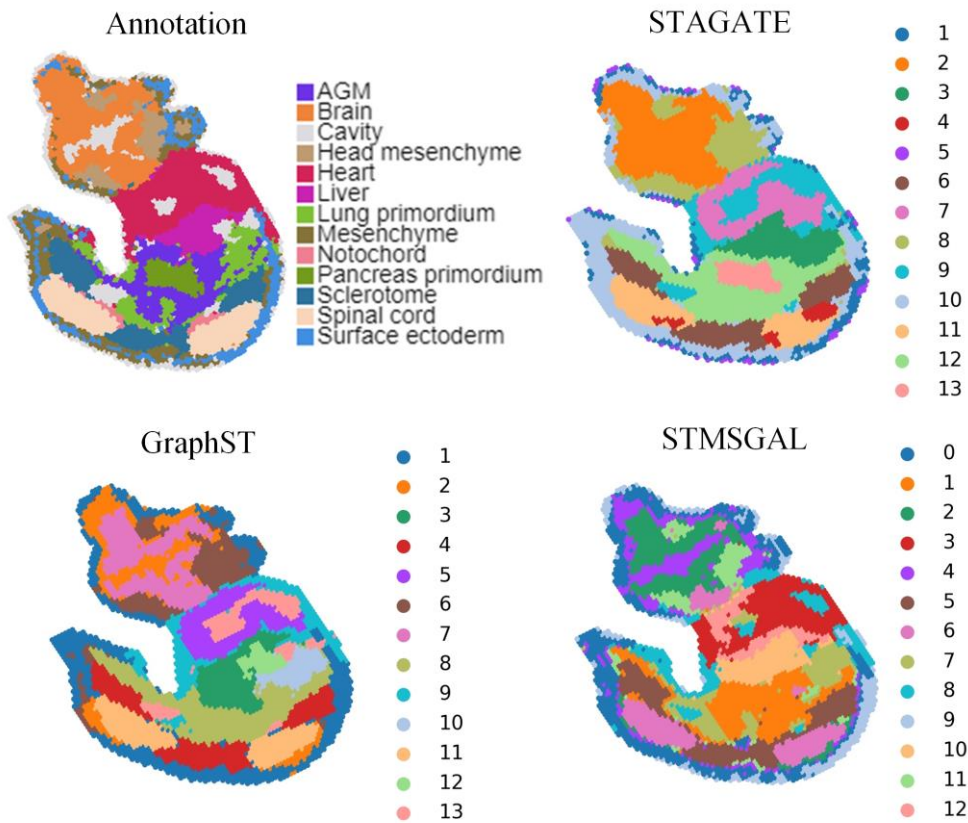 Annotation
AGM
Brain
Cavity
Head mesenchyme
Heart
Liver
Lung primordium
Mesenchyme
Notochord
Pancreas primordium
Sclerotome
Spinal cord
Surface ectoderm
STAGATE
1
2
3
4
5
6
7
8
9
10
11
12
13
GraphST
1
2
3
4
5
6
7
8
9
10
11
12
13
STMSGAL
0
1
2
3
4
5
6
7
8
9
10
11
12